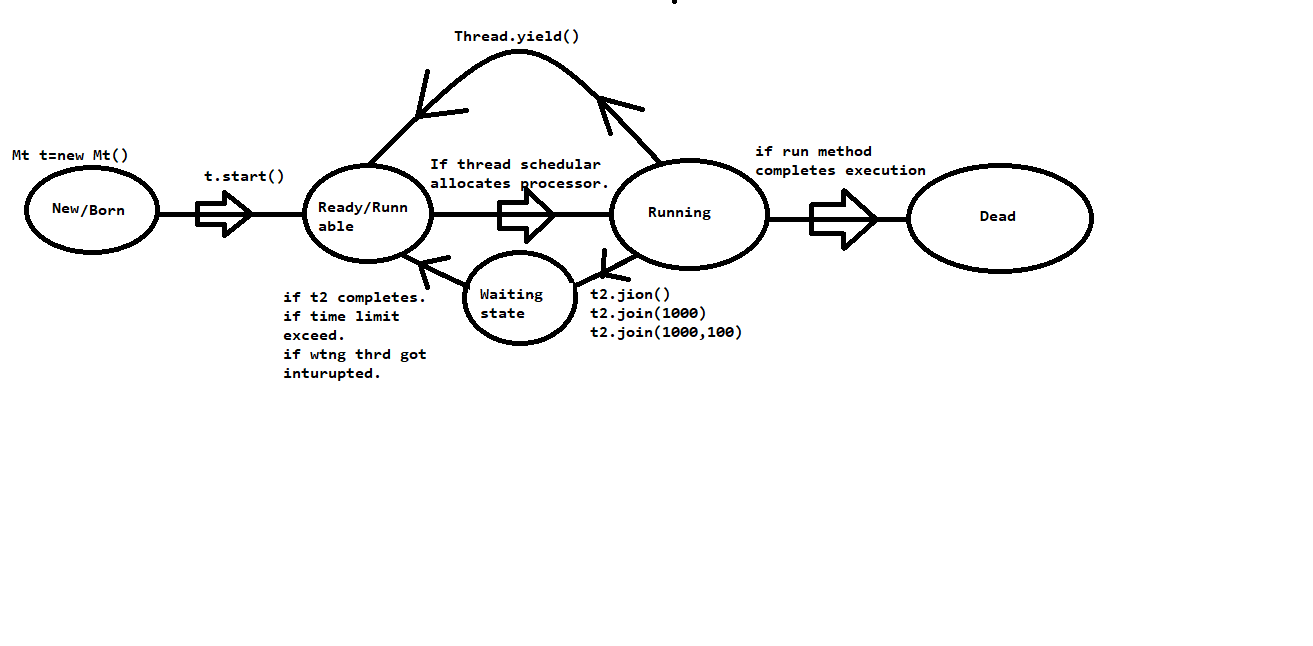 Thread.yield()
Mt t=new Mt()
t.start()
If thread schedular
allocates processor.
if run method
completes execution
New/Born
Ready/Runn
able
Running
Dead
Waiting
state
if t2 completes.
if time limit
exceed.
if wtng thrd got
inturupted.
t2.jion()
t2.join(1000)
t2.join(1000,100)